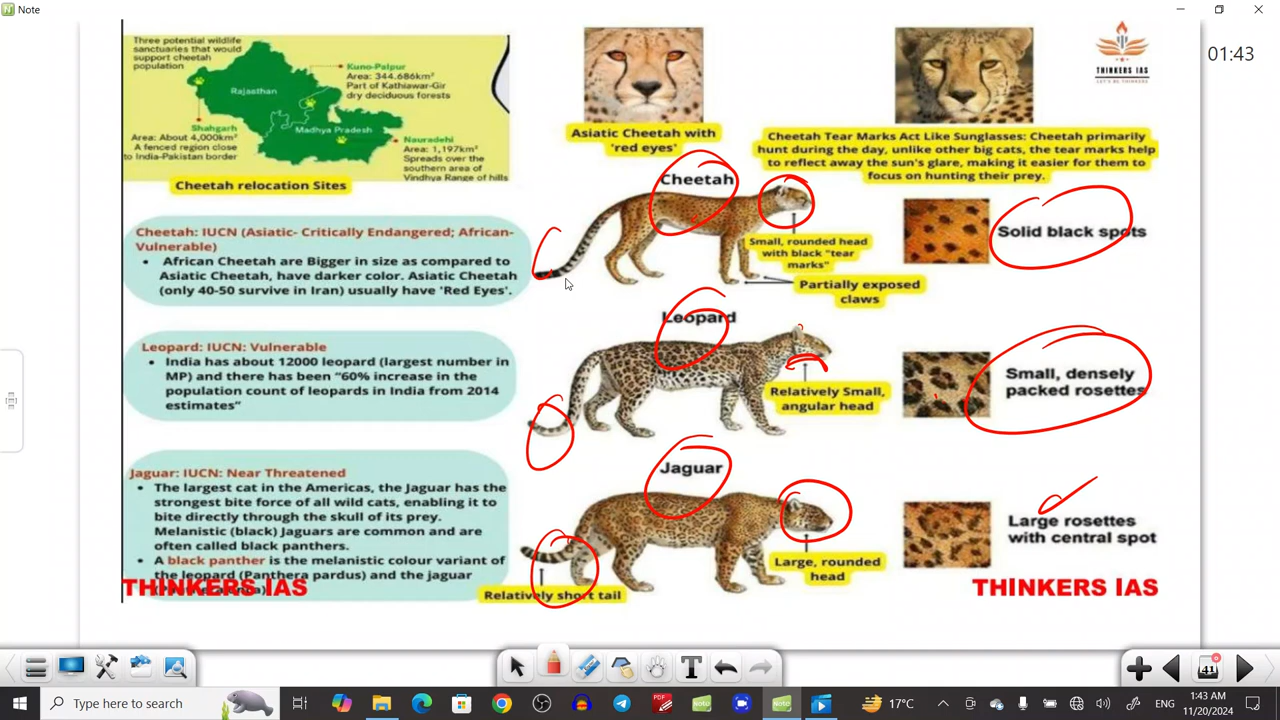 Note
01:43
Three potential wildlife
sanctuaries that would
support cheetah
population
Kuno-Palpur
Area: 344.686km²
Part of Kathiawar-Gir
dry deciduous forests
Rajasthan
Madhya Pradesh
Shahgarh
Area: About 4,000km²
A fenced region close
to India-Pakistan border
Nauradehi
Area: 1,197km²
Spreads over the
southern area of
Vindhya Range of hills
Cheetah relocation Sites
Asiatic Cheetah with
'red eyes'
Cheetah Tear Marks Act Like Sunglasses: Cheetah primarily
hunt during the day, unlike other big cats, the tear marks help
to reflect away the sun's glare, making it easier for them to
focus on hunting their prey.
THINKERS IAS
LET'S BE THINKERS
Cheetah: IUCN (Asiatic- Critically Endangered; African-
Vulnerable)
• African Cheetah are Bigger in size as compared to
Asiatic Cheetah, have darker color. Asiatic Cheetah
(only 40-50 survive in Iran) usually have 'Red Eyes'.
Cheetah
Small, rounded head
with black "tear
marks"
Partially exposed
claws
Solid black spots
Leopard: IUCN: Vulnerable
• India has about 12000 leopard (largest number in
MP) and there has been "60% increase in the
population count of leopards in India from 2014
estimates"
Leopard
Relatively Small,
angular head
Small, densely
packed rosettes
Jaguar: IUCN: Near Threatened
• The largest cat in the Americas, the Jaguar has the
strongest bite force of all wild cats, enabling it to
bite directly through the skull of its prey.
Melanistic (black) Jaguars are common and are
often called black panthers.
• A black panther is the melanistic colour variant of
the leopard (Panthera pardus) and the jaguar
Jaguar
Large, rounded
head
Relatively short tail
Large rosettes
with central spot
THINKERS IAS
THINKERS IAS
41
Type here to search
17°C
ENG
1:43 AM
11/20/2024